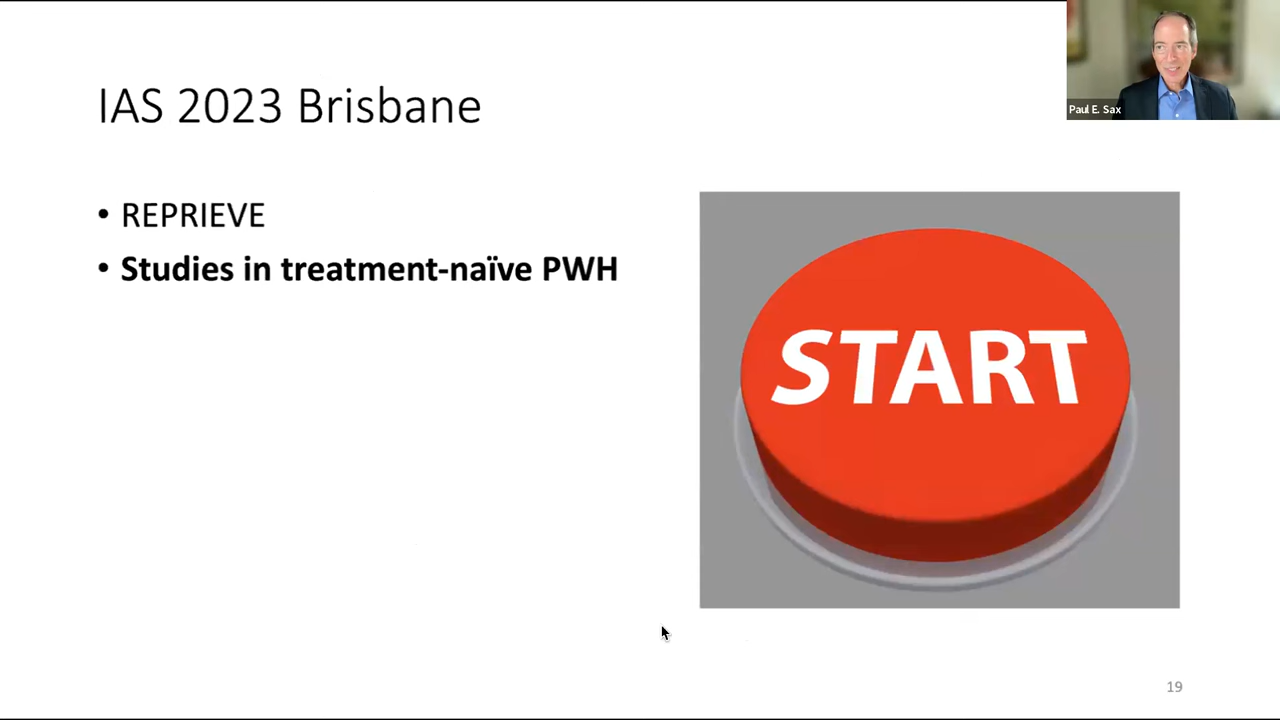 IAS 2023 Brisbane
Paul E. Sax
• REPRIEVE
• Studies in treatment-naïve PWH
START
19